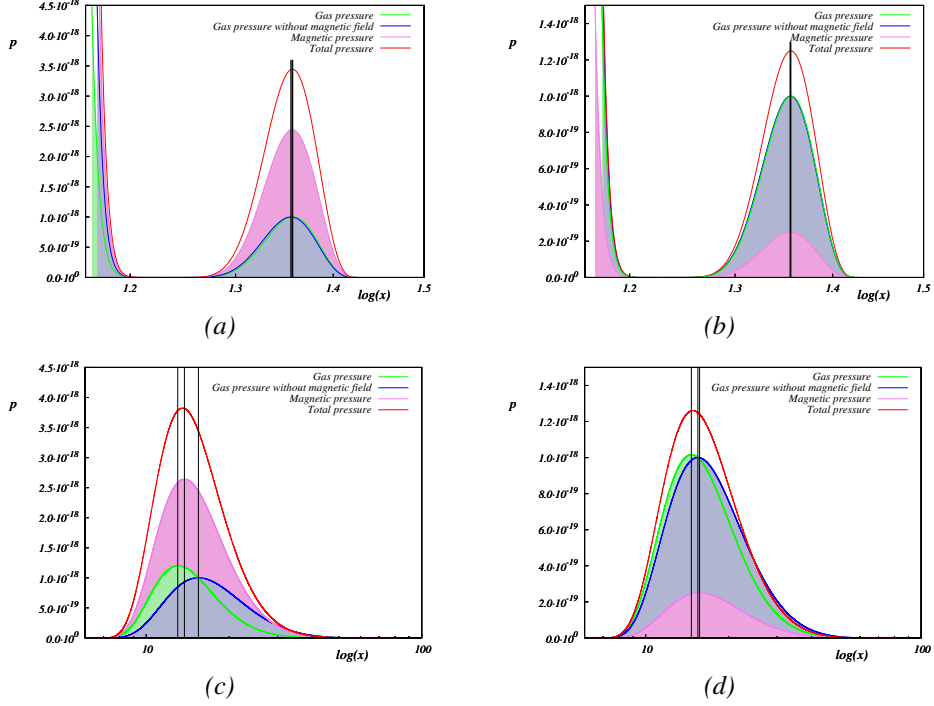 4.5·10⁻¹⁸
4.0·10⁻¹⁸
3.5·10⁻¹⁸
3.0·10⁻¹⁸
2.5·10⁻¹⁸
2.0·10⁻¹⁸
1.5·10⁻¹⁸
1.0·10⁻¹⁸
5.0·10⁻¹⁹
0.0·10⁰
p
Gas pressure
Gas pressure without magnetic field
Magnetic pressure
Total pressure
1.2
1.3
1.4
1.5
log(x)
(a)
1.4·10⁻¹⁸
1.2·10⁻¹⁸
1.0·10⁻¹⁸
8.0·10⁻¹⁹
6.0·10⁻¹⁹
4.0·10⁻¹⁹
2.0·10⁻¹⁹
0.0·10⁰
p
Gas pressure
Gas pressure without magnetic field
Magnetic pressure
Total pressure
1.2
1.3
1.4
1.5
log(x)
(b)
4.5·10⁻¹⁸
4.0·10⁻¹⁸
3.5·10⁻¹⁸
3.0·10⁻¹⁸
2.5·10⁻¹⁸
2.0·10⁻¹⁸
1.5·10⁻¹⁸
1.0·10⁻¹⁸
5.0·10⁻¹⁹
0.0·10⁰
p
Gas pressure
Gas pressure without magnetic field
Magnetic pressure
Total pressure
10
100
log(x)
(c)
1.4·10⁻¹⁸
1.2·10⁻¹⁸
1.0·10⁻¹⁸
8.0·10⁻¹⁹
6.0·10⁻¹⁹
4.0·10⁻¹⁹
2.0·10⁻¹⁹
0.0·10⁰
p
Gas pressure
Gas pressure without magnetic field
Magnetic pressure
Total pressure
10
100
log(x)
(d)